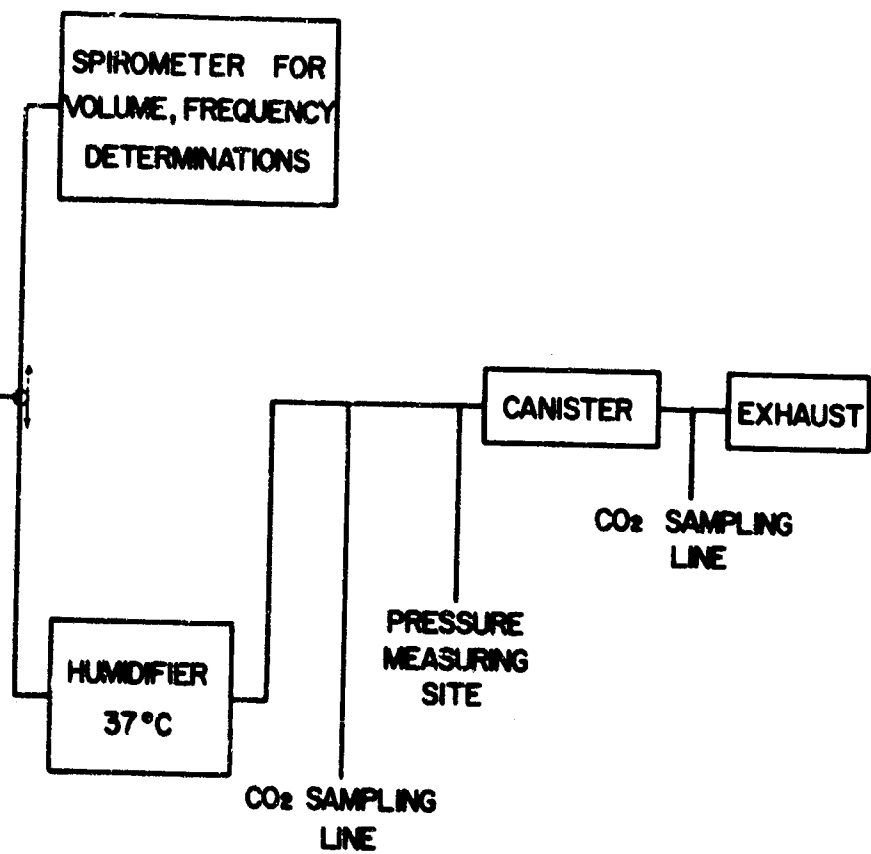 SPIROMETER FOR
VOLUME, FREQUENCY
DETERMINATIONS
CANISTER
EXHAUST
CO2 SAMPLING
LINE
PRESSURE
MEASURING
SITE
HUMIDIFIER
37°C
CO2 SAMPLING
LINE